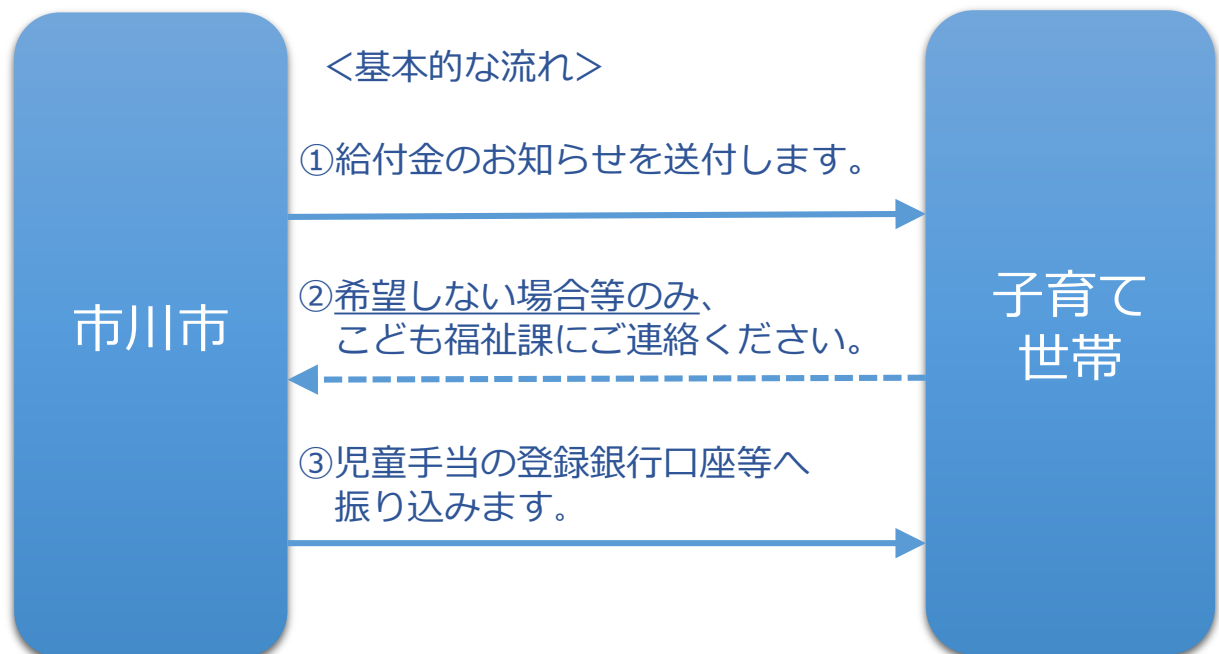 ＜基本的な流れ＞
①給付金のお知らせを送付します。
②希望しない場合等のみ、
こども福祉課にご連絡ください。
③児童手当の登録銀行口座等へ
振り込みます。
市川市
子育て
世帯